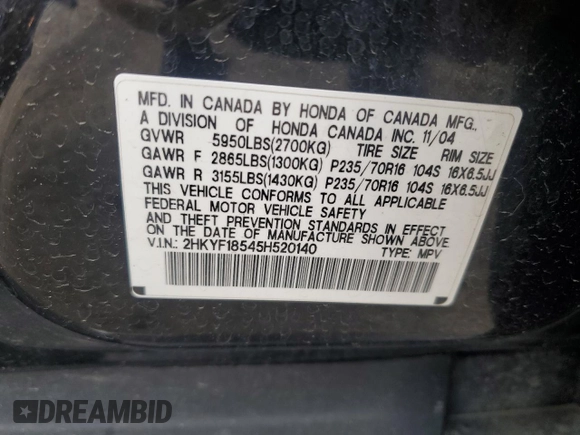 MFD. IN CANADA BY HONDA OF CANADA MFG.,
A DIVISION OF HONDA CANADA INC. 11/04
GVWR 5950LBS(2700KG) TIRE SIZE RIM SIZE
GAWR F 2865LBS(1300KG) P235/70R16 104S 16X6.5JJ
GAWR R 3155LBS(1430KG) P235/70R16 104S 16X6.5JJ
THIS VEHICLE CONFORMS TO ALL APPLICABLE
FEDERAL MOTOR VEHICLE SAFETY
AND THEFT PREVENTION STANDARDS IN EFFECT
ON THE DATE OF MANUFACTURE SHOWN ABOVE.
V.I.N.: 2HKYF18545H520140 TYPE: MPV
DREAMBID